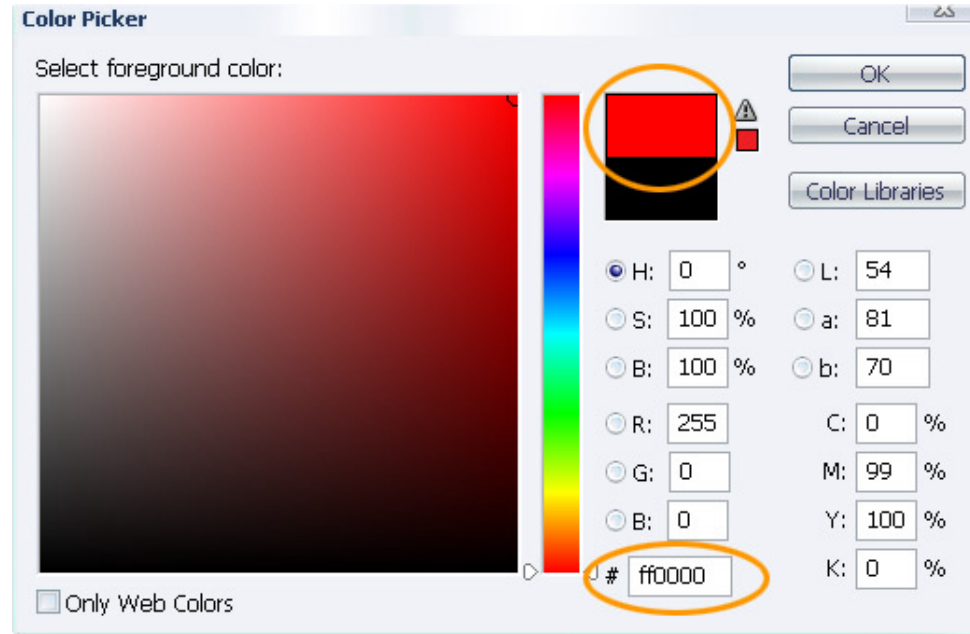 Color Picker
Select foreground color:
OK
Cancel
Color Libraries
H: 0 °
L: 54
S: 100 %
a: 81
B: 100 %
b: 70
R: 255
C: 0 %
G: 0
M: 99 %
B: 0
Y: 100 %
# ff0000
K: 0 %
Only Web Colors